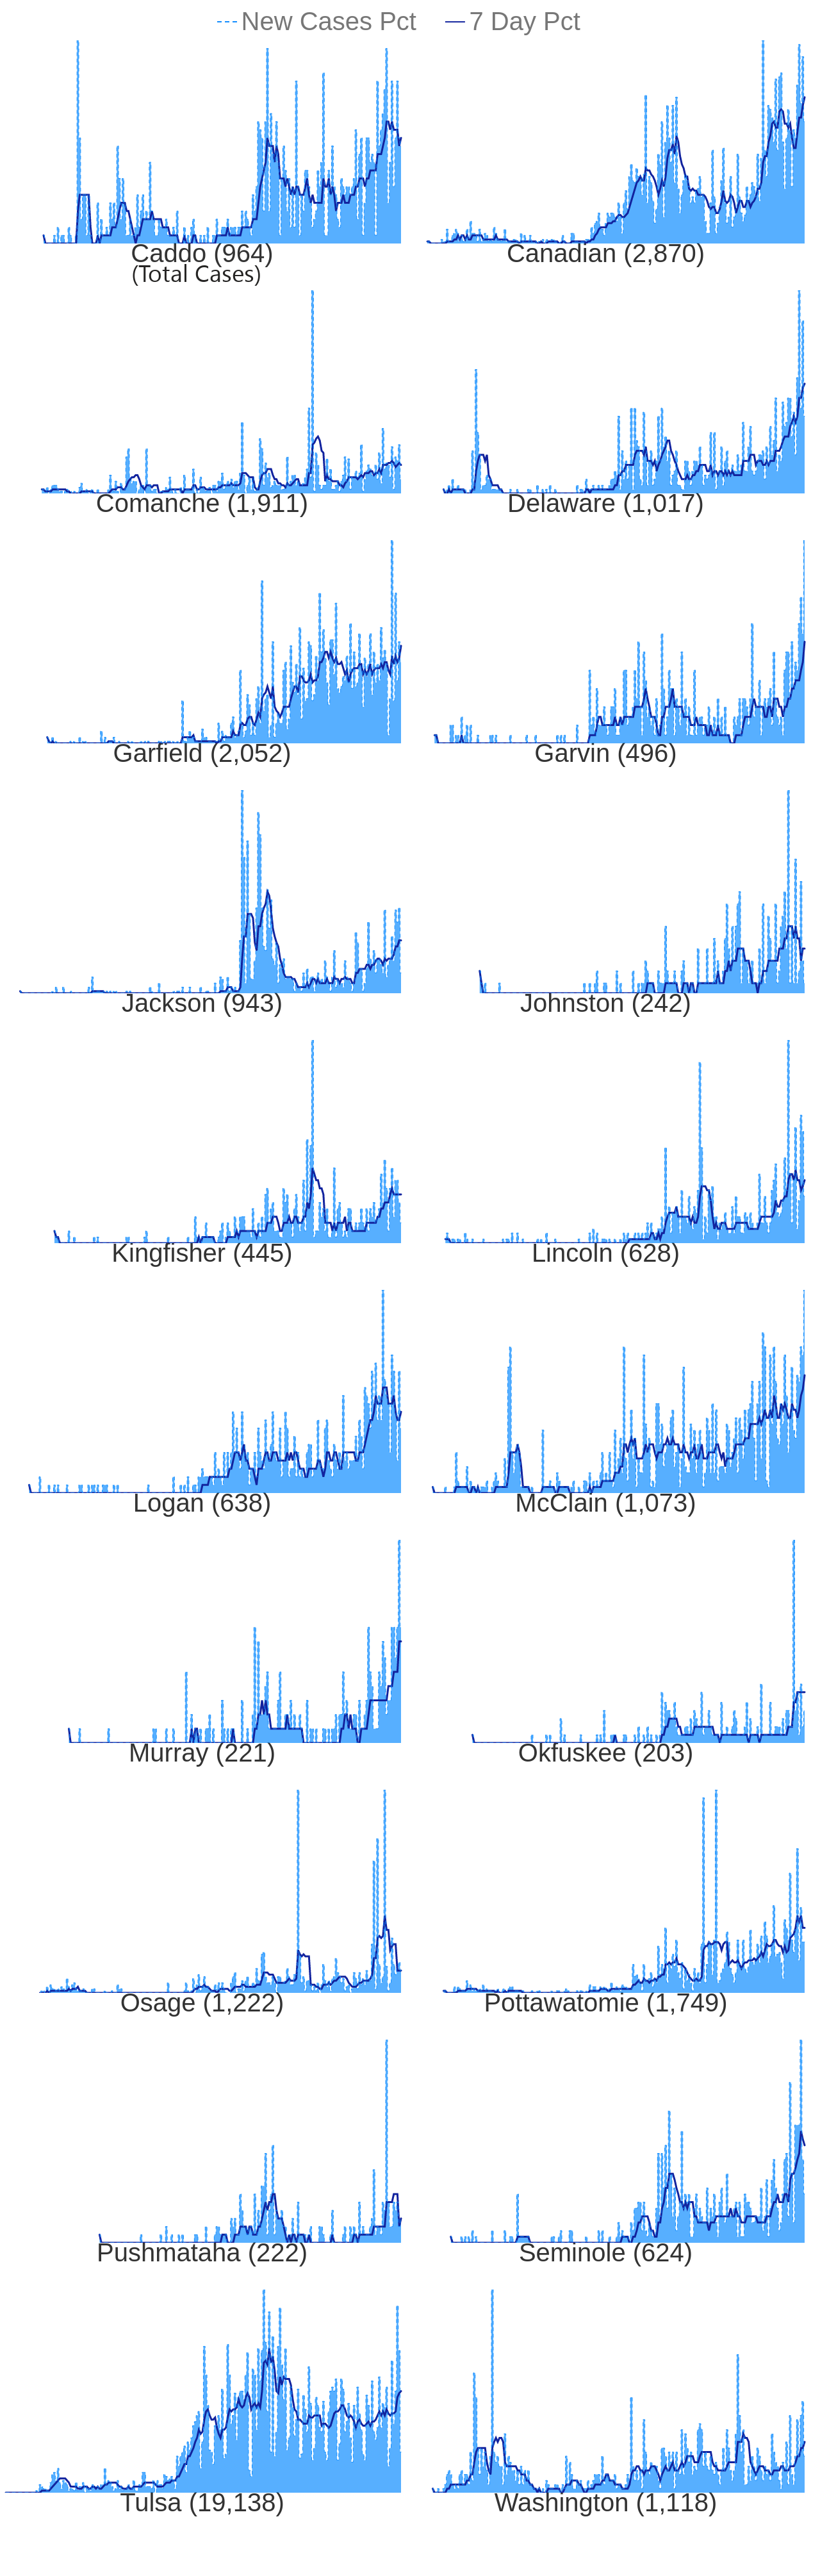 New Cases Pct 7 Day Pct
Caddo (964) Canadian (2,870)
(Total Cases)
Comanche (1,911) Delaware (1,017)
Garfield (2,052) Garvin (496)
Jackson (943) Johnston (242)
Kingfisher (445) Lincoln (628)
Logan (638) McClain (1,073)
Murray (221) Okfuskee (203)
Osage (1,222) Pottawatomie (1,749)
Pushmataha (222) Seminole (624)
Tulsa (19,138) Washington (1,118)